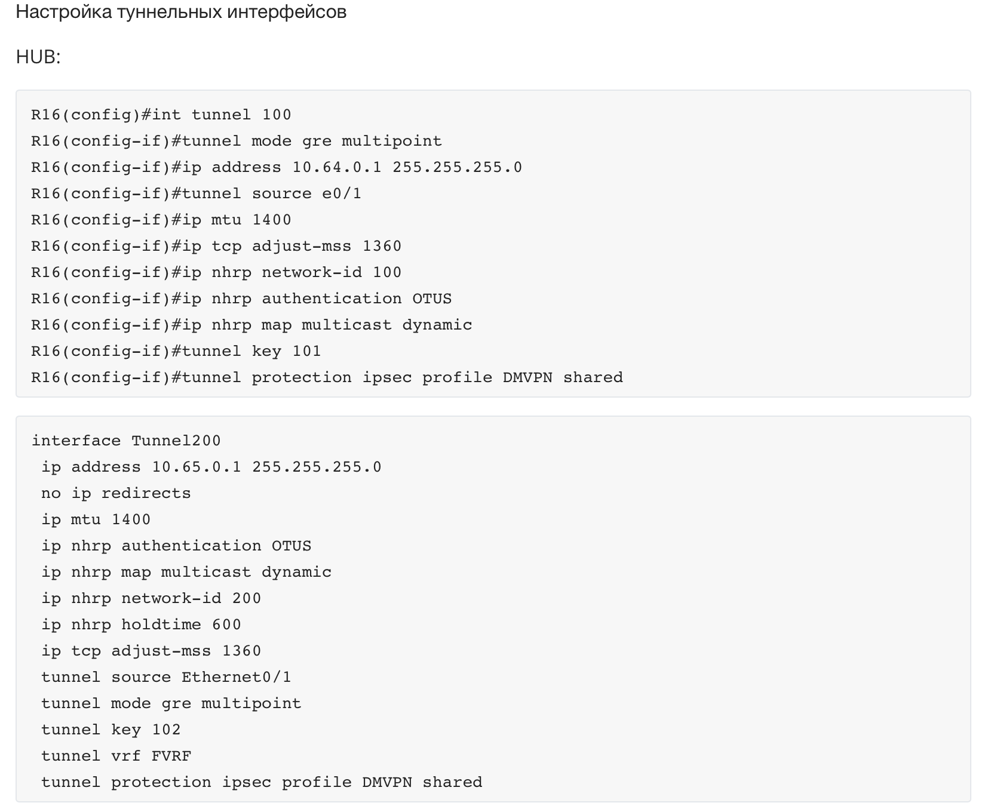 Настройка туннельных интерфейсов
HUB:
R16(config)#int tunnel 100
R16(config-if)#tunnel mode gre multipoint
R16(config-if)#ip address 10.64.0.1 255.255.255.0
R16(config-if)#tunnel source e0/1
R16(config-if)#ip mtu 1400
R16(config-if)#ip tcp adjust-mss 1360
R16(config-if)#ip nhrp network-id 100
R16(config-if)#ip nhrp authentication OTUS
R16(config-if)#ip nhrp map multicast dynamic
R16(config-if)#tunnel key 101
R16(config-if)#tunnel protection ipsec profile DMVPN shared
interface Tunnel200
 ip address 10.65.0.1 255.255.255.0
 no ip redirects
 ip mtu 1400
 ip nhrp authentication OTUS
 ip nhrp map multicast dynamic
 ip nhrp network-id 200
 ip nhrp holdtime 600
 ip tcp adjust-mss 1360
 tunnel source Ethernet0/1
 tunnel mode gre multipoint
 tunnel key 102
 tunnel vrf FVRF
 tunnel protection ipsec profile DMVPN shared